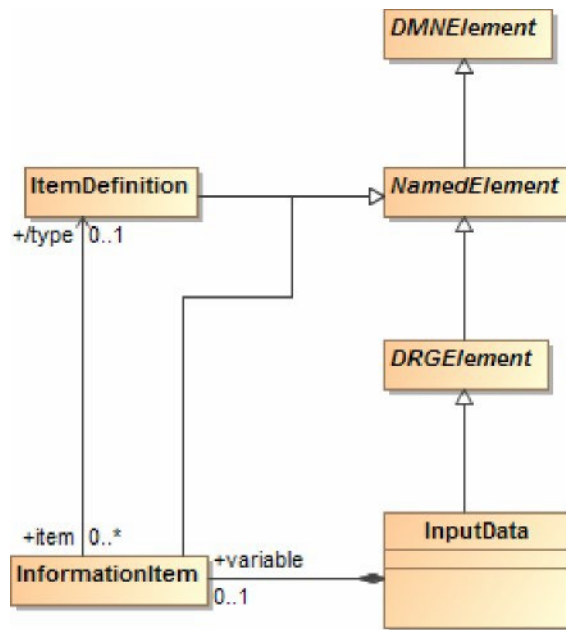 DMNElement
ItemDefinition
NamedElement
+/type 0..1
DRGElement
+item 0..*
InputData
InformationItem
+variable
0..1